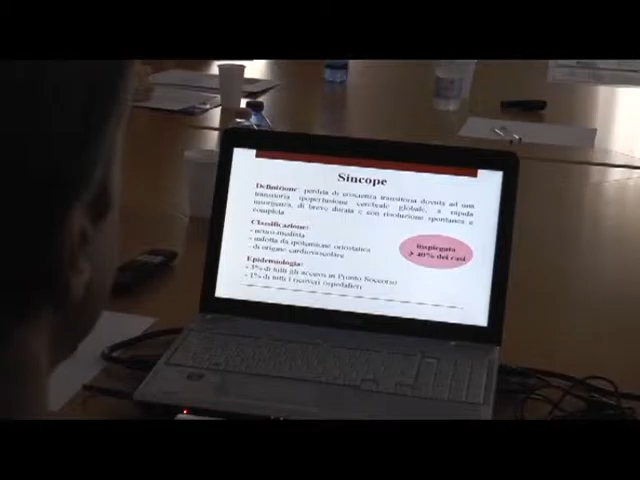 Sincope
Definizione: perdita di coscienza transitoria dovuta ad una
transitoria ipoperfusione cerebrale globale, a rapida
insorgenza, di breve durata e con risoluzione spontanea e
completa
Classificazione:
- neuro-mediata
- indotta da ipotensione ortostatica
- di origine cardiovascolare
Inspiegata
40% dei casi
Epidemiologia:
- 3% di tutti gli accessi in Pronto Soccorso
- 1% di tutti i ricoveri ospedalieri